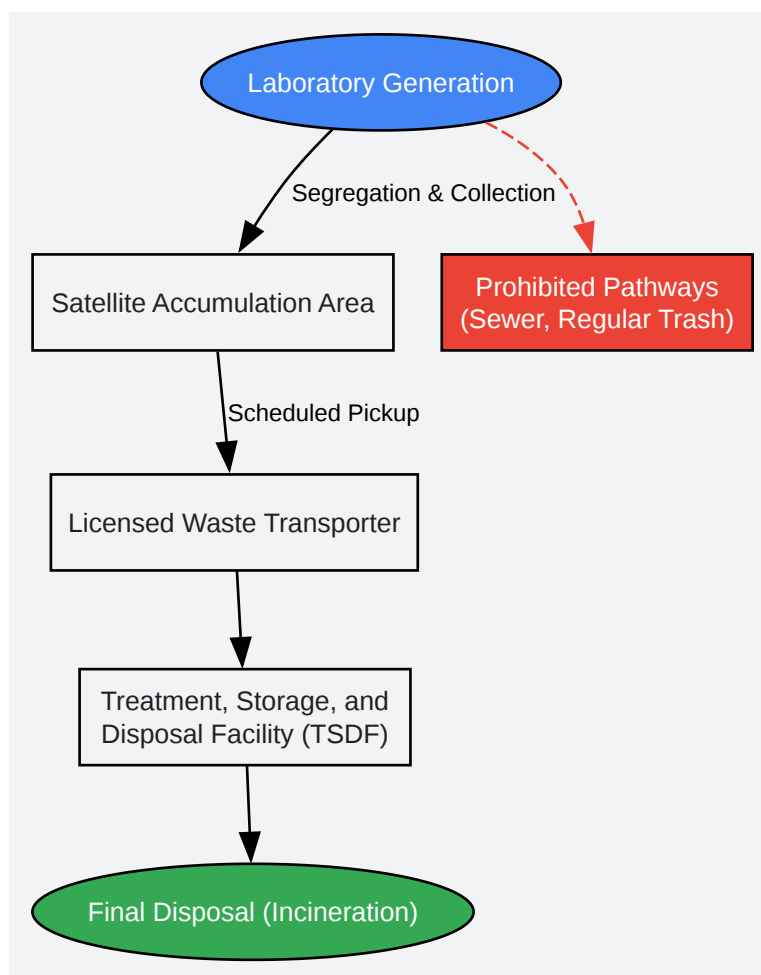 Laboratory Generation
Segregation & Collection
Satellite Accumulation Area
Prohibited Pathways
(Sewer, Regular Trash)
Scheduled Pickup
Licensed Waste Transporter
Treatment, Storage, and
Disposal Facility (TSDF)
Final Disposal (Incineration)